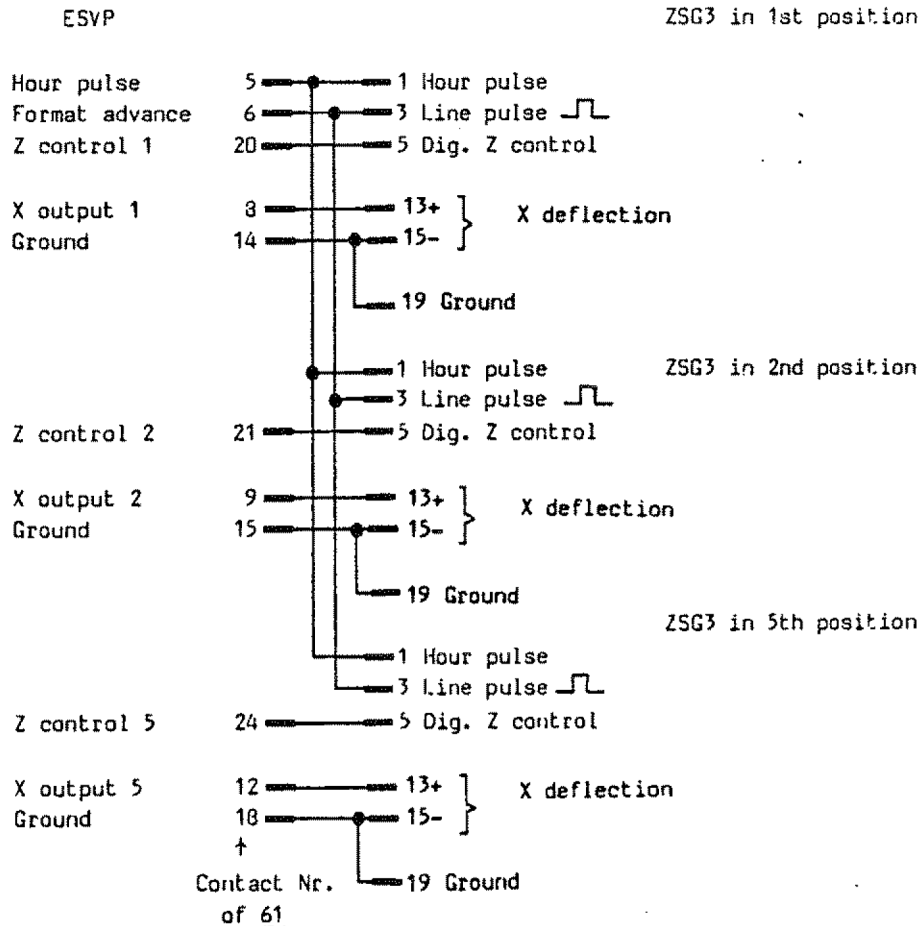 ESVP ZSG3 in 1st position
Hour pulse 5 1 Hour pulse
Format advance 6 3 Line pulse
Z control 1 20 5 Dig. Z control
X output 1 8 13+ X deflection
Ground 14 15-
19 Ground
1 Hour pulse ZSG3 in 2nd position
3 Line pulse
Z control 2 21 5 Dig. Z control
X output 2 9 13+ X deflection
Ground 15 15-
19 Ground
ZSG3 in 5th position
1 Hour pulse
3 Line pulse
Z control 5 24 5 Dig. Z control
X output 5 12 13+ X deflection
Ground 18 15-
Contact Nr. 19 Ground
of 61